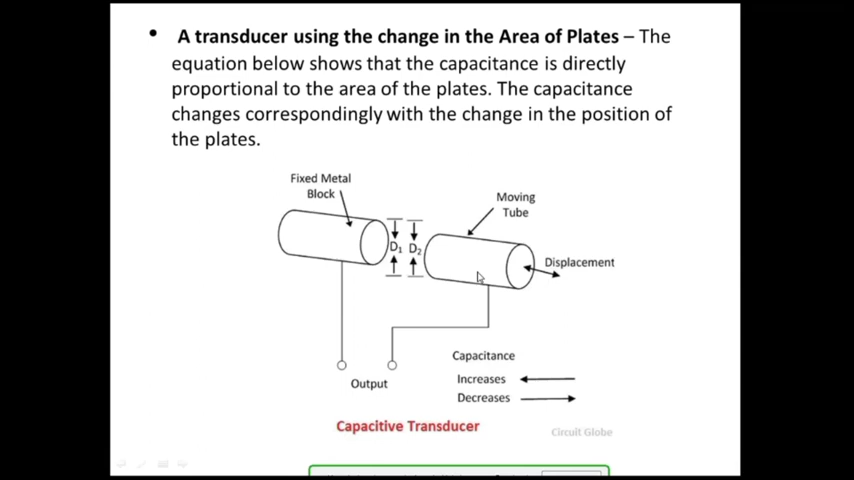 • A transducer using the change in the Area of Plates – The
equation below shows that the capacitance is directly
proportional to the area of the plates. The capacitance
changes correspondingly with the change in the position of
the plates.
Fixed Metal
Block
Moving
Tube
D₁ D₂
Displacement
Capacitance
Increases
Decreases
Output
Capacitive Transducer
Circuit Globe